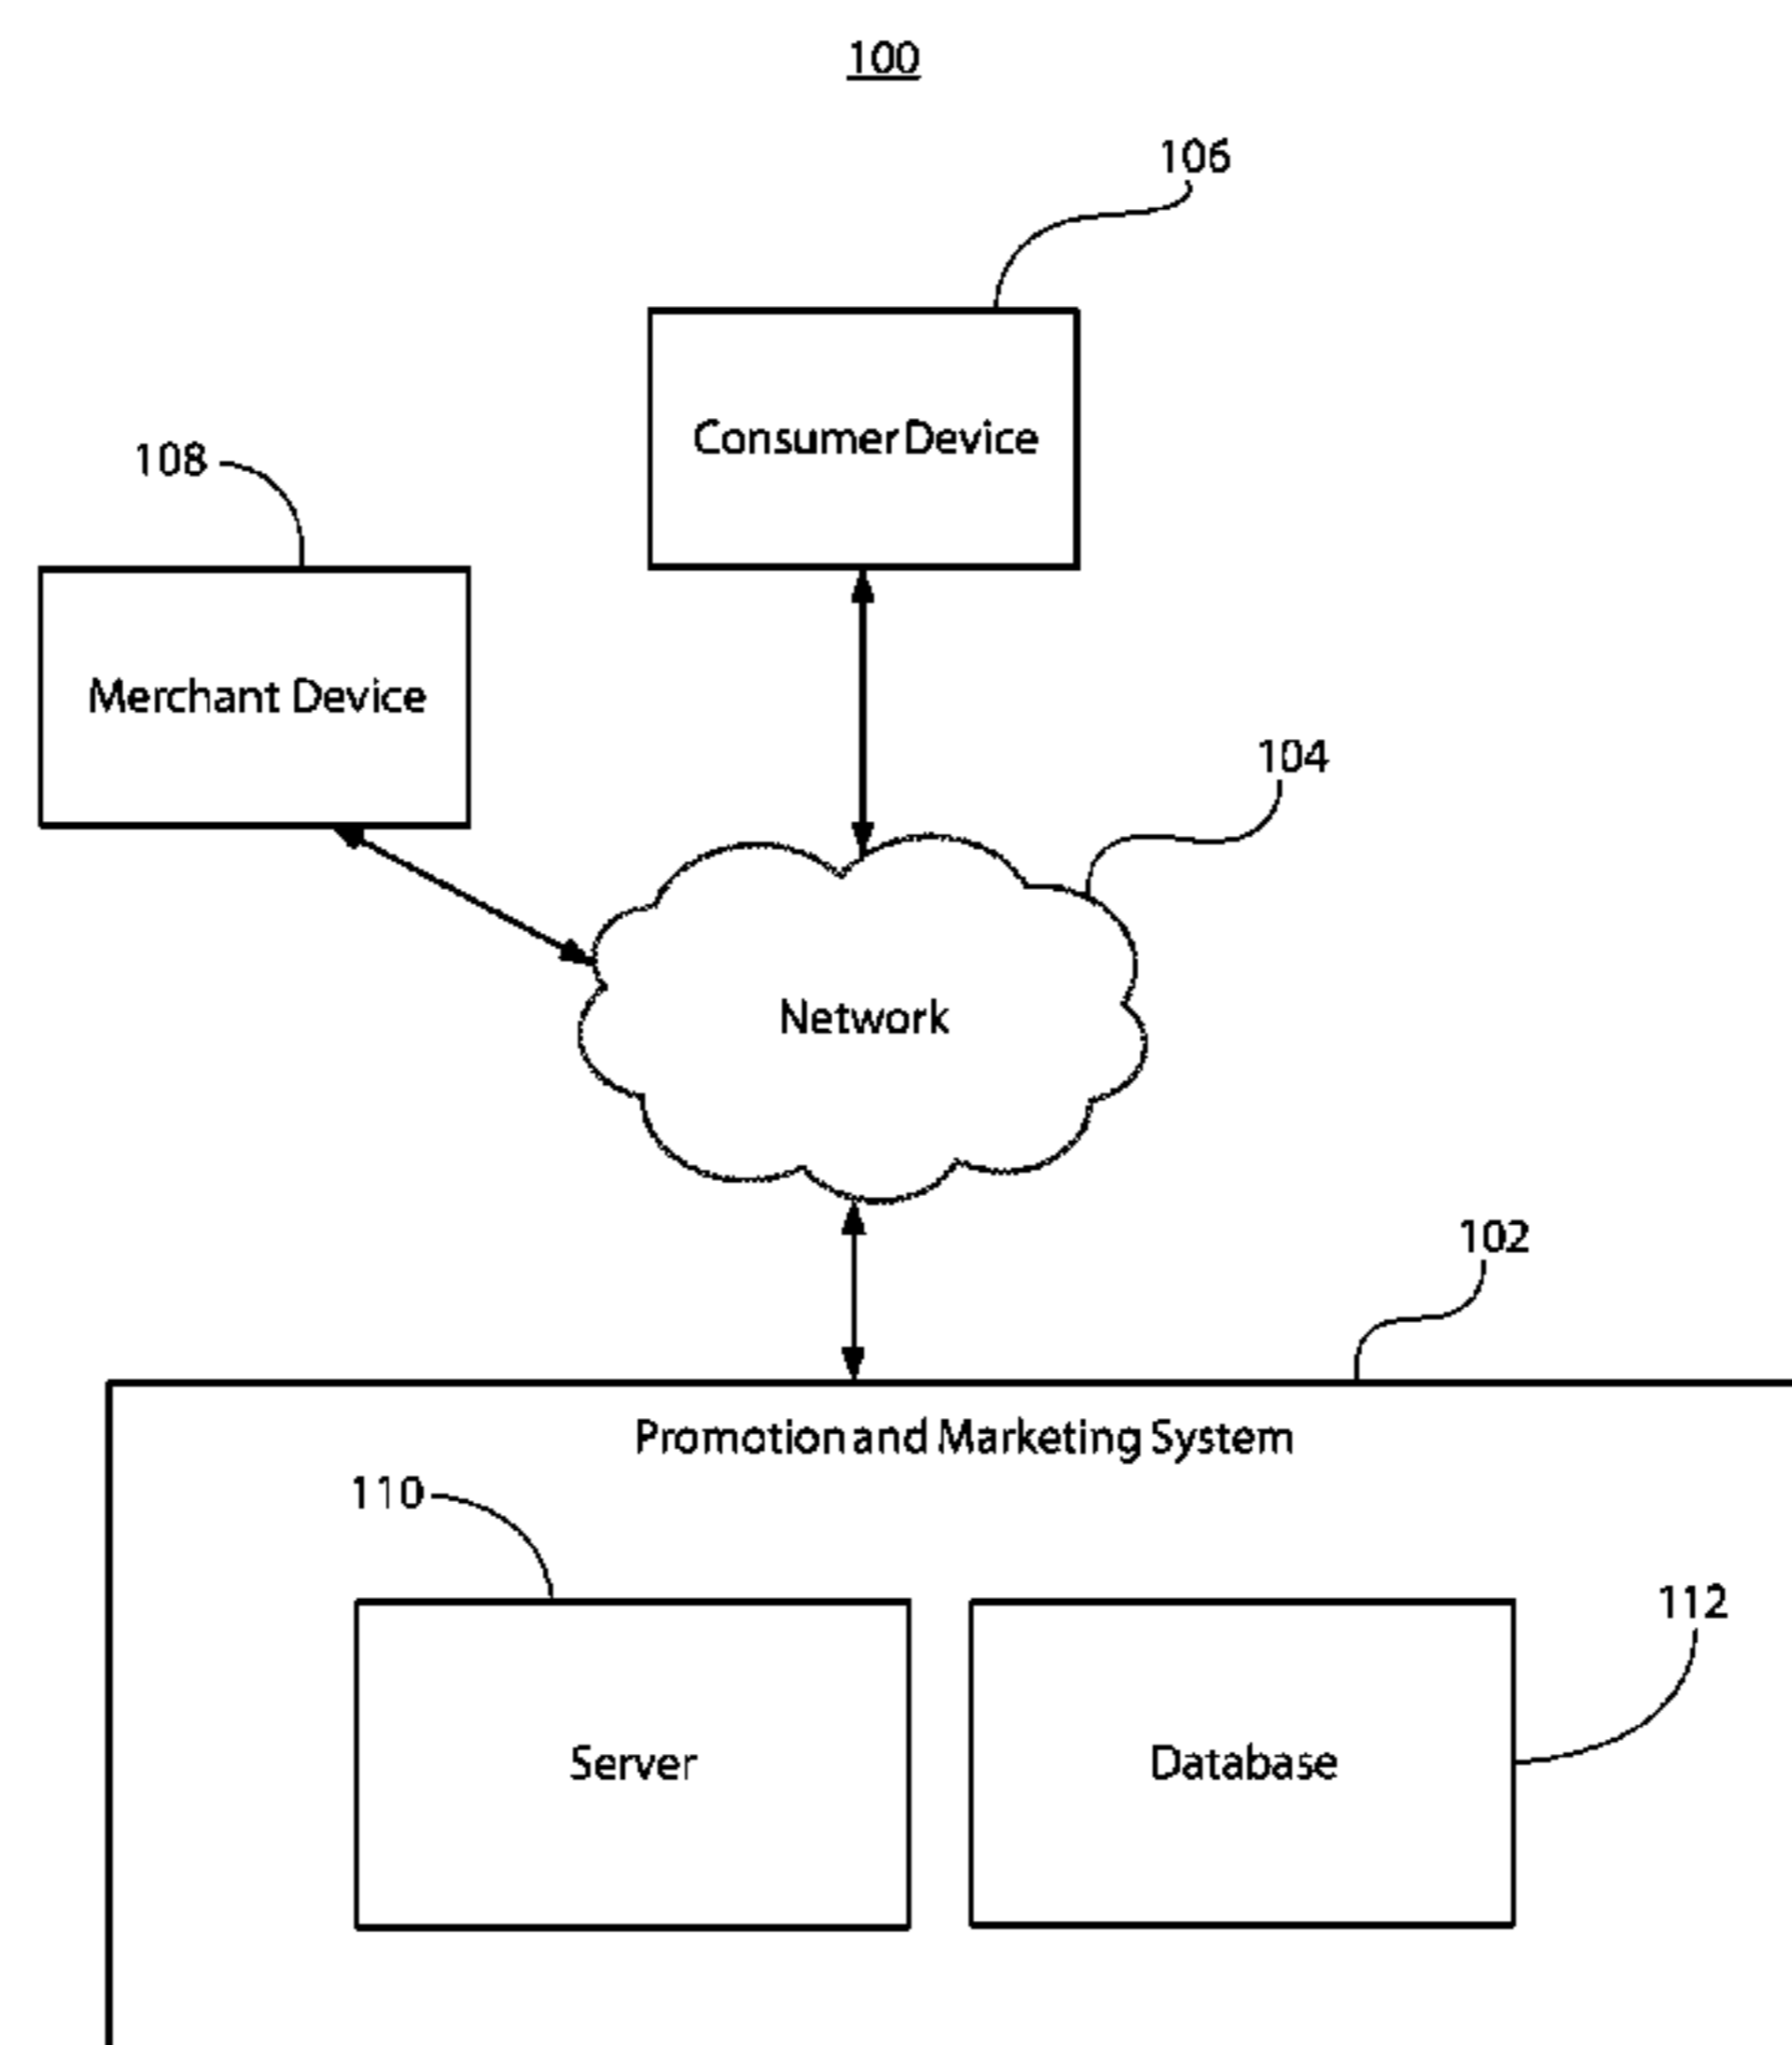 100
106
Consumer Device
108
Merchant Device
104
Network
102
Promotion and Marketing System
110
112
Server
Database